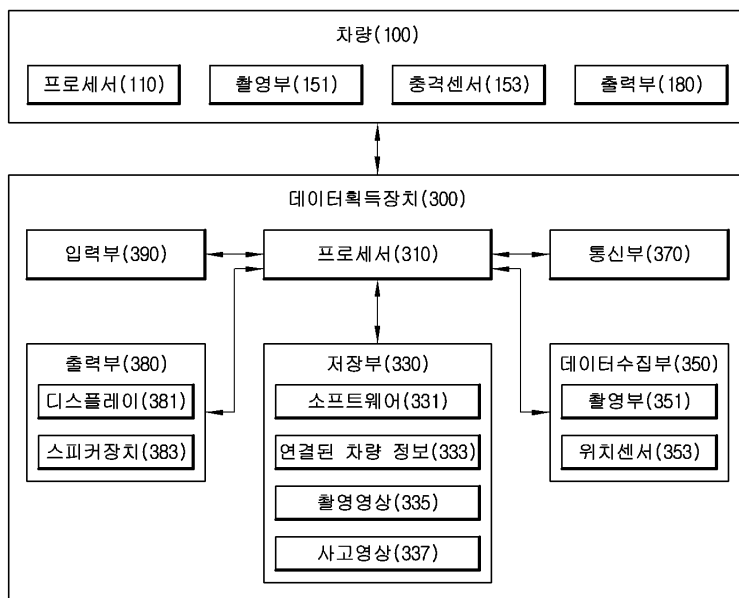 차량(100)
프로세서(110)
촬영부(151)
충격센서(153)
출력부(180)
데이터획득장치(300)
입력부(390)
프로세서(310)
통신부(370)
출력부(380)
디스플레이(381)
스피커장치(383)
저장부(330)
소프트웨어(331)
연결된 차량 정보(333)
촬영영상(335)
사고영상(337)
데이터수집부(350)
촬영부(351)
위치센서(353)